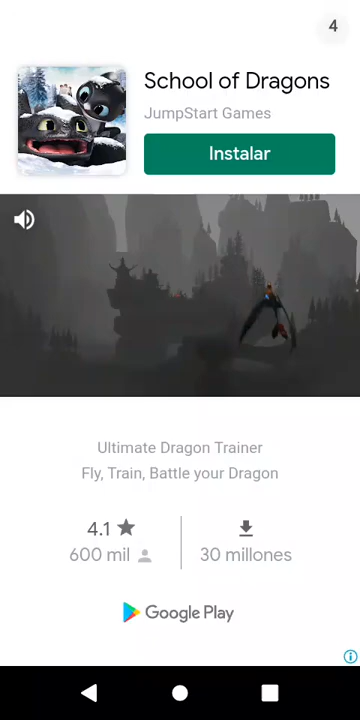 4
School of Dragons
JumpStart Games
Instalar
Ultimate Dragon Trainer
Fly, Train, Battle your Dragon
4.1
600 mil
30 millones
Google Play